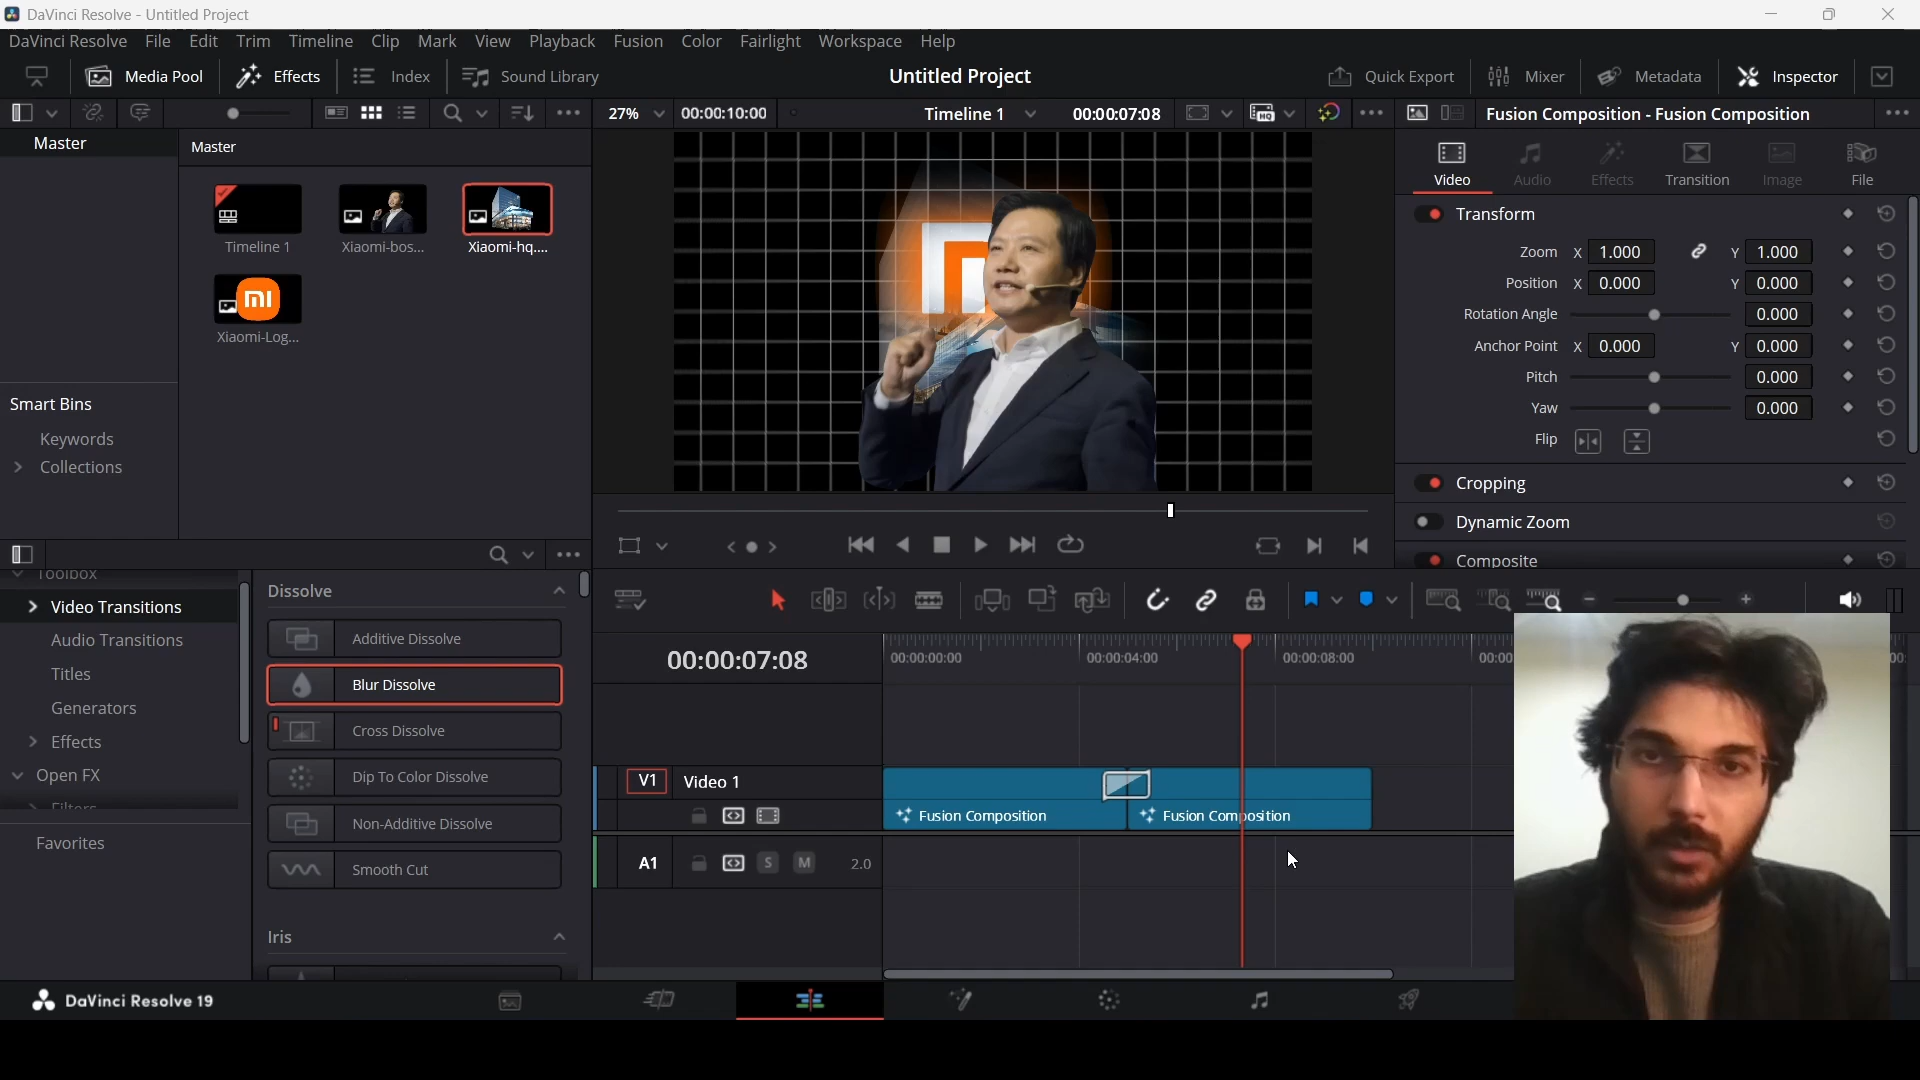 DaVinci Resolve - Untitled Project
DaVinci Resolve File Edit Trim Timeline Clip Mark View Playback Fusion Color Fairlight Workspace Help
Media Pool Effects Index Sound Library Untitled Project Quick Export Mixer Metadata Inspector
27% 00:00:10:00 Timeline 1 00:00:07:08 HQ Fusion Composition - Fusion Composition
Master
Master
Video Audio Effects Transition Image File
Timeline 1 Xiaomi-bos... Xiaomi-hq....
mi
Xiaomi-Log...
Transform
Zoom X 1.000 Y 1.000
Position X 0.000 Y 0.000
Rotation Angle 0.000
Anchor Point X 0.000 Y 0.000
Pitch 0.000
Yaw 0.000
Flip
Cropping
Dynamic Zoom
Composite
Smart Bins
Keywords
Collections
Toolbox
Video Transitions
Audio Transitions
Titles
Generators
Effects
Open FX
Filters
Favorites
Dissolve
Additive Dissolve
Blur Dissolve
Cross Dissolve
Dip To Color Dissolve
Non-Additive Dissolve
Smooth Cut
Iris
00:00:07:08 00:00:00:00 00:00:04:00 00:00:08:00 00:00
V1 Video 1
Fusion Composition Fusion Composition
A1 S M 2.0
DaVinci Resolve 19